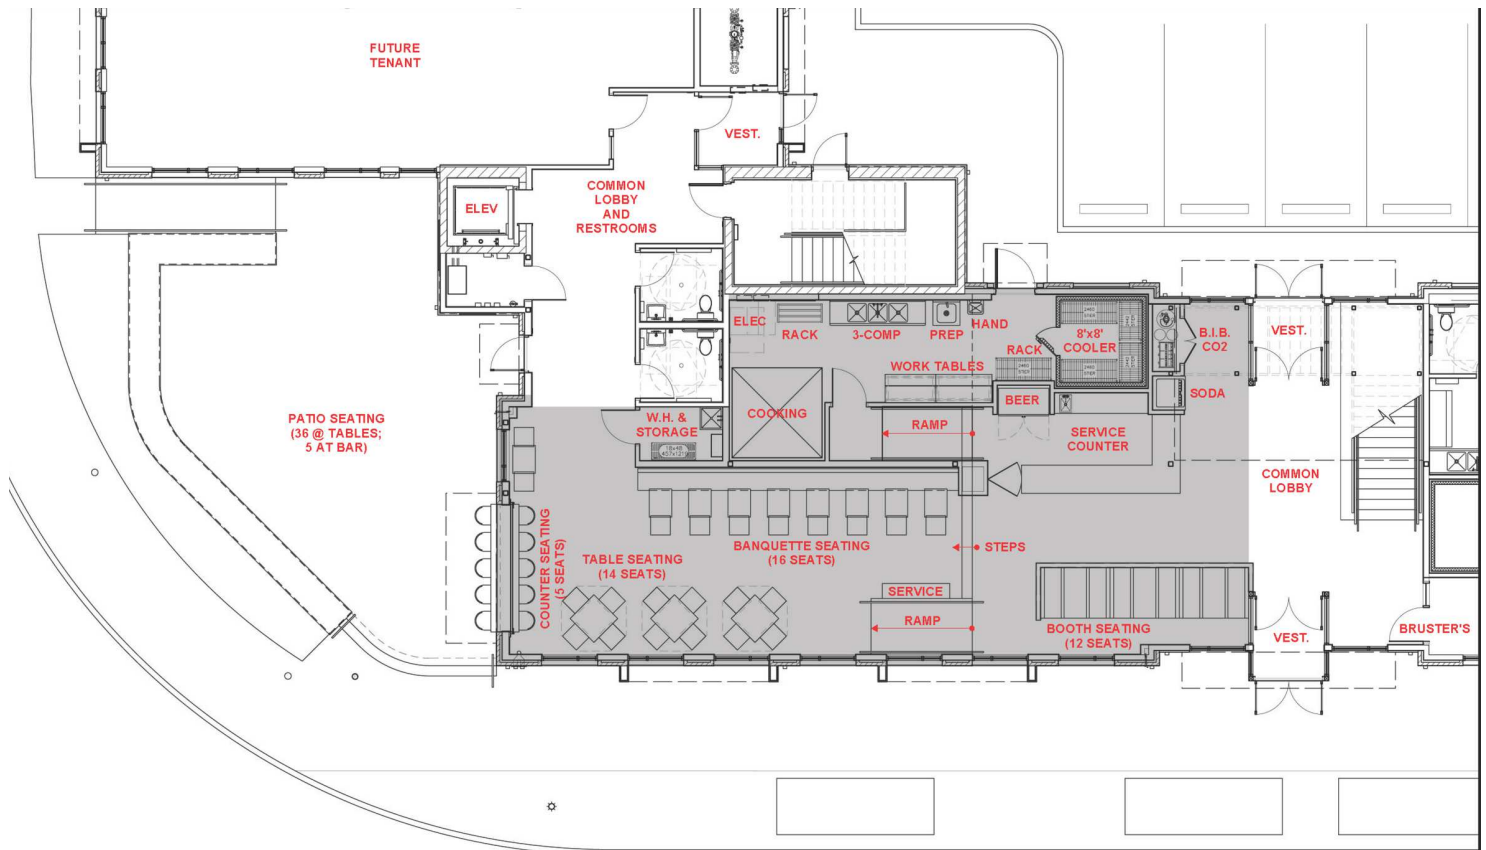 FUTURE
TENANT
VEST.
ELEV
COMMON
LOBBY
AND
RESTROOMS
ELEC
RACK
3-COMP
PREP
HAND
RACK
8'x8'
COOLER
B.I.B.
CO2
VEST.
WORK TABLES
BEER
SODA
COOKING
W.H. &
STORAGE
RAMP
SERVICE
COUNTER
PATIO SEATING
(36 @ TABLES;
5 AT BAR)
COMMON
LOBBY
COUNTER SEATING
(5 SEATS)
TABLE SEATING
(14 SEATS)
BANQUETTE SEATING
(16 SEATS)
STEPS
SERVICE
RAMP
BOOTH SEATING
(12 SEATS)
VEST.
BRUSTER'S